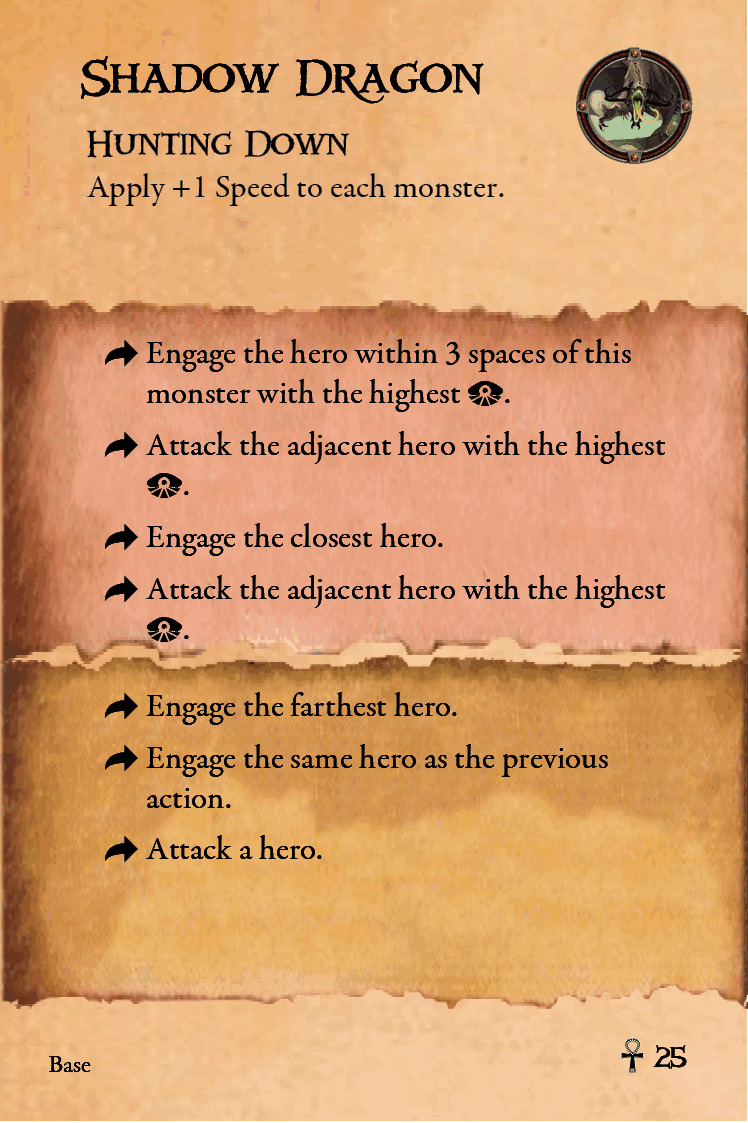 Shadow Dragon
Hunting Down
Apply +1 Speed to each monster.
Engage the hero within 3 spaces of this
monster with the highest .
Attack the adjacent hero with the highest
.
Engage the closest hero.
Attack the adjacent hero with the highest
.
Engage the farthest hero.
Engage the same hero as the previous
action.
Attack a hero.
Base
25